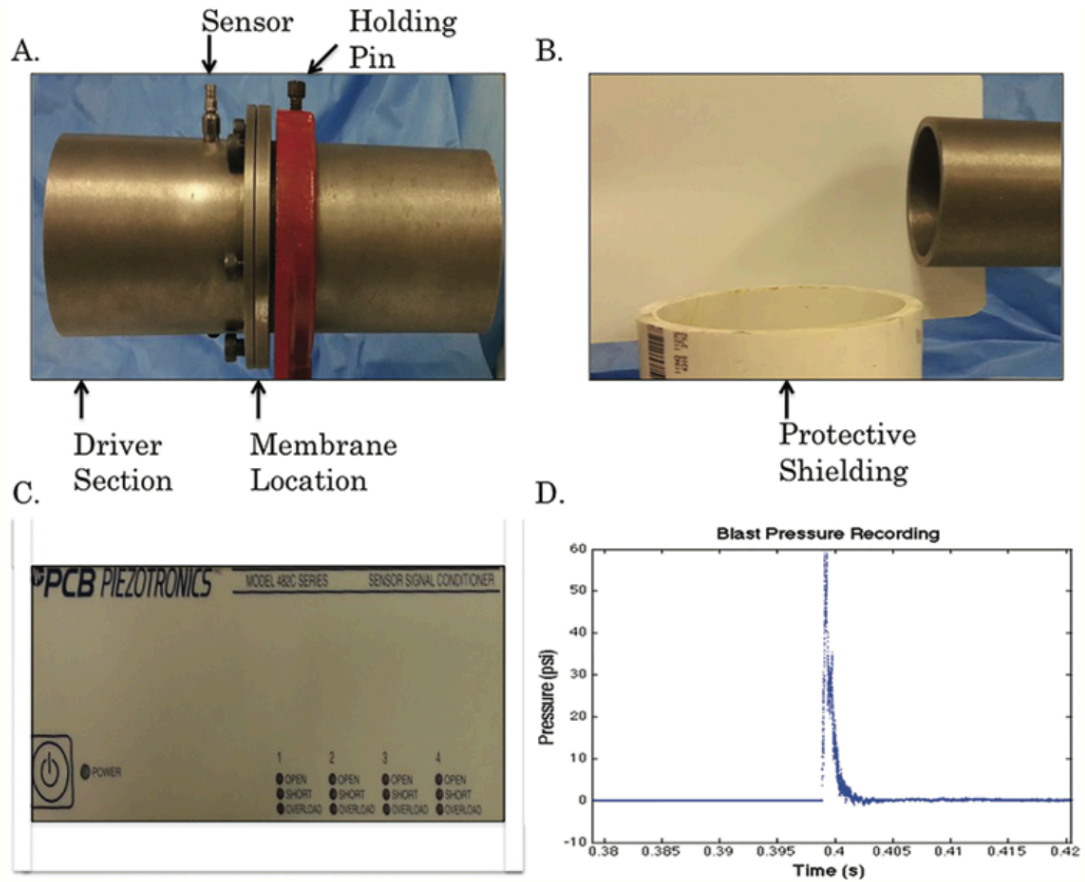 Sensor
Holding
Pin
A.
B.
Driver
Section
Membrane
Location
Protective
Shielding
C.
D.
PCB PIEZOTRONICS
MODEL 482C SERIES
SENSOR SIGNAL CONDITIONER
POWER
1 2 3 4
OPEN OPEN OPEN OPEN
SHORT SHORT SHORT SHORT
OVERLOAD OVERLOAD OVERLOAD OVERLOAD
Blast Pressure Recording
Pressure (psi)
60
50
40
30
20
10
0
-10
0.38 0.385 0.39 0.395 0.4 0.405 0.41 0.415 0.42
Time (s)